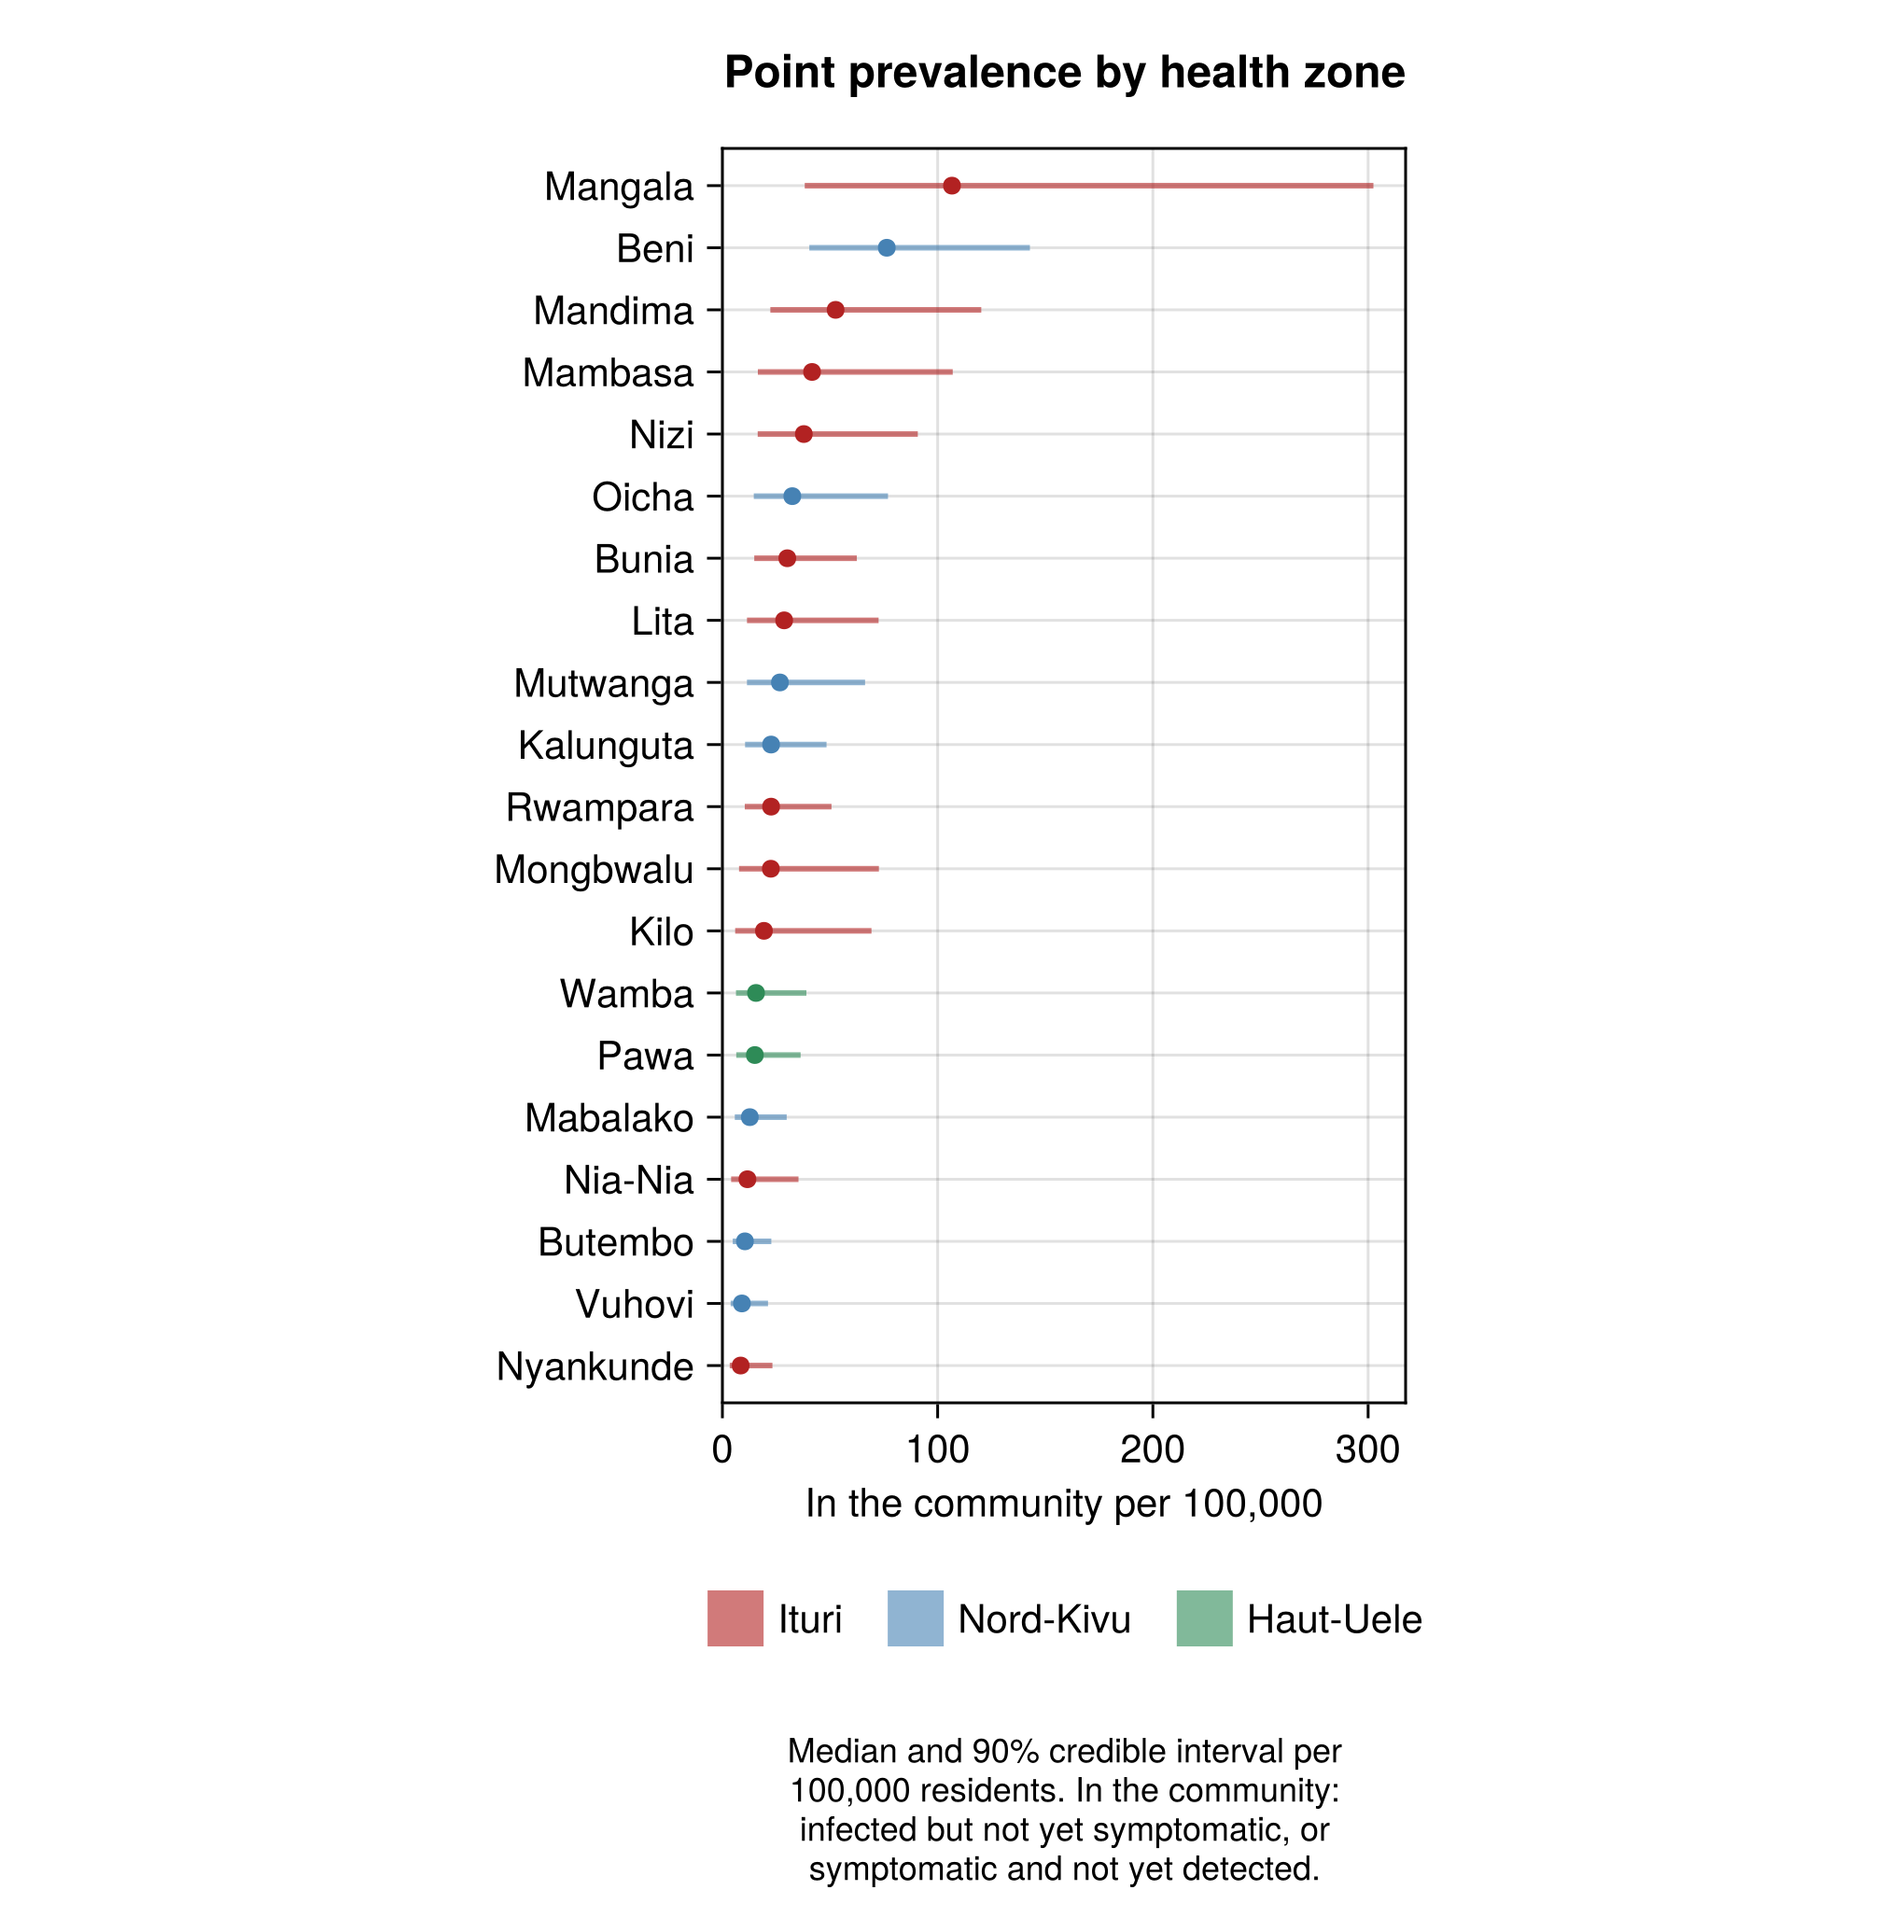 Point prevalence by health zone
Mangala
Beni
Mandima
Mambasa
Nizi
Oicha
Bunia
Lita
Mutwanga
Kalunguta
Rwampara
Mongbwalu
Kilo
Wamba
Pawa
Mabalako
Nia-Nia
Butembo
Vuhovi
Nyankunde
0 100 200 300
In the community per 100,000
Ituri Nord-Kivu Haut-Uele
Median and 90% credible interval per
100,000 residents. In the community:
infected but not yet symptomatic, or
symptomatic and not yet detected.